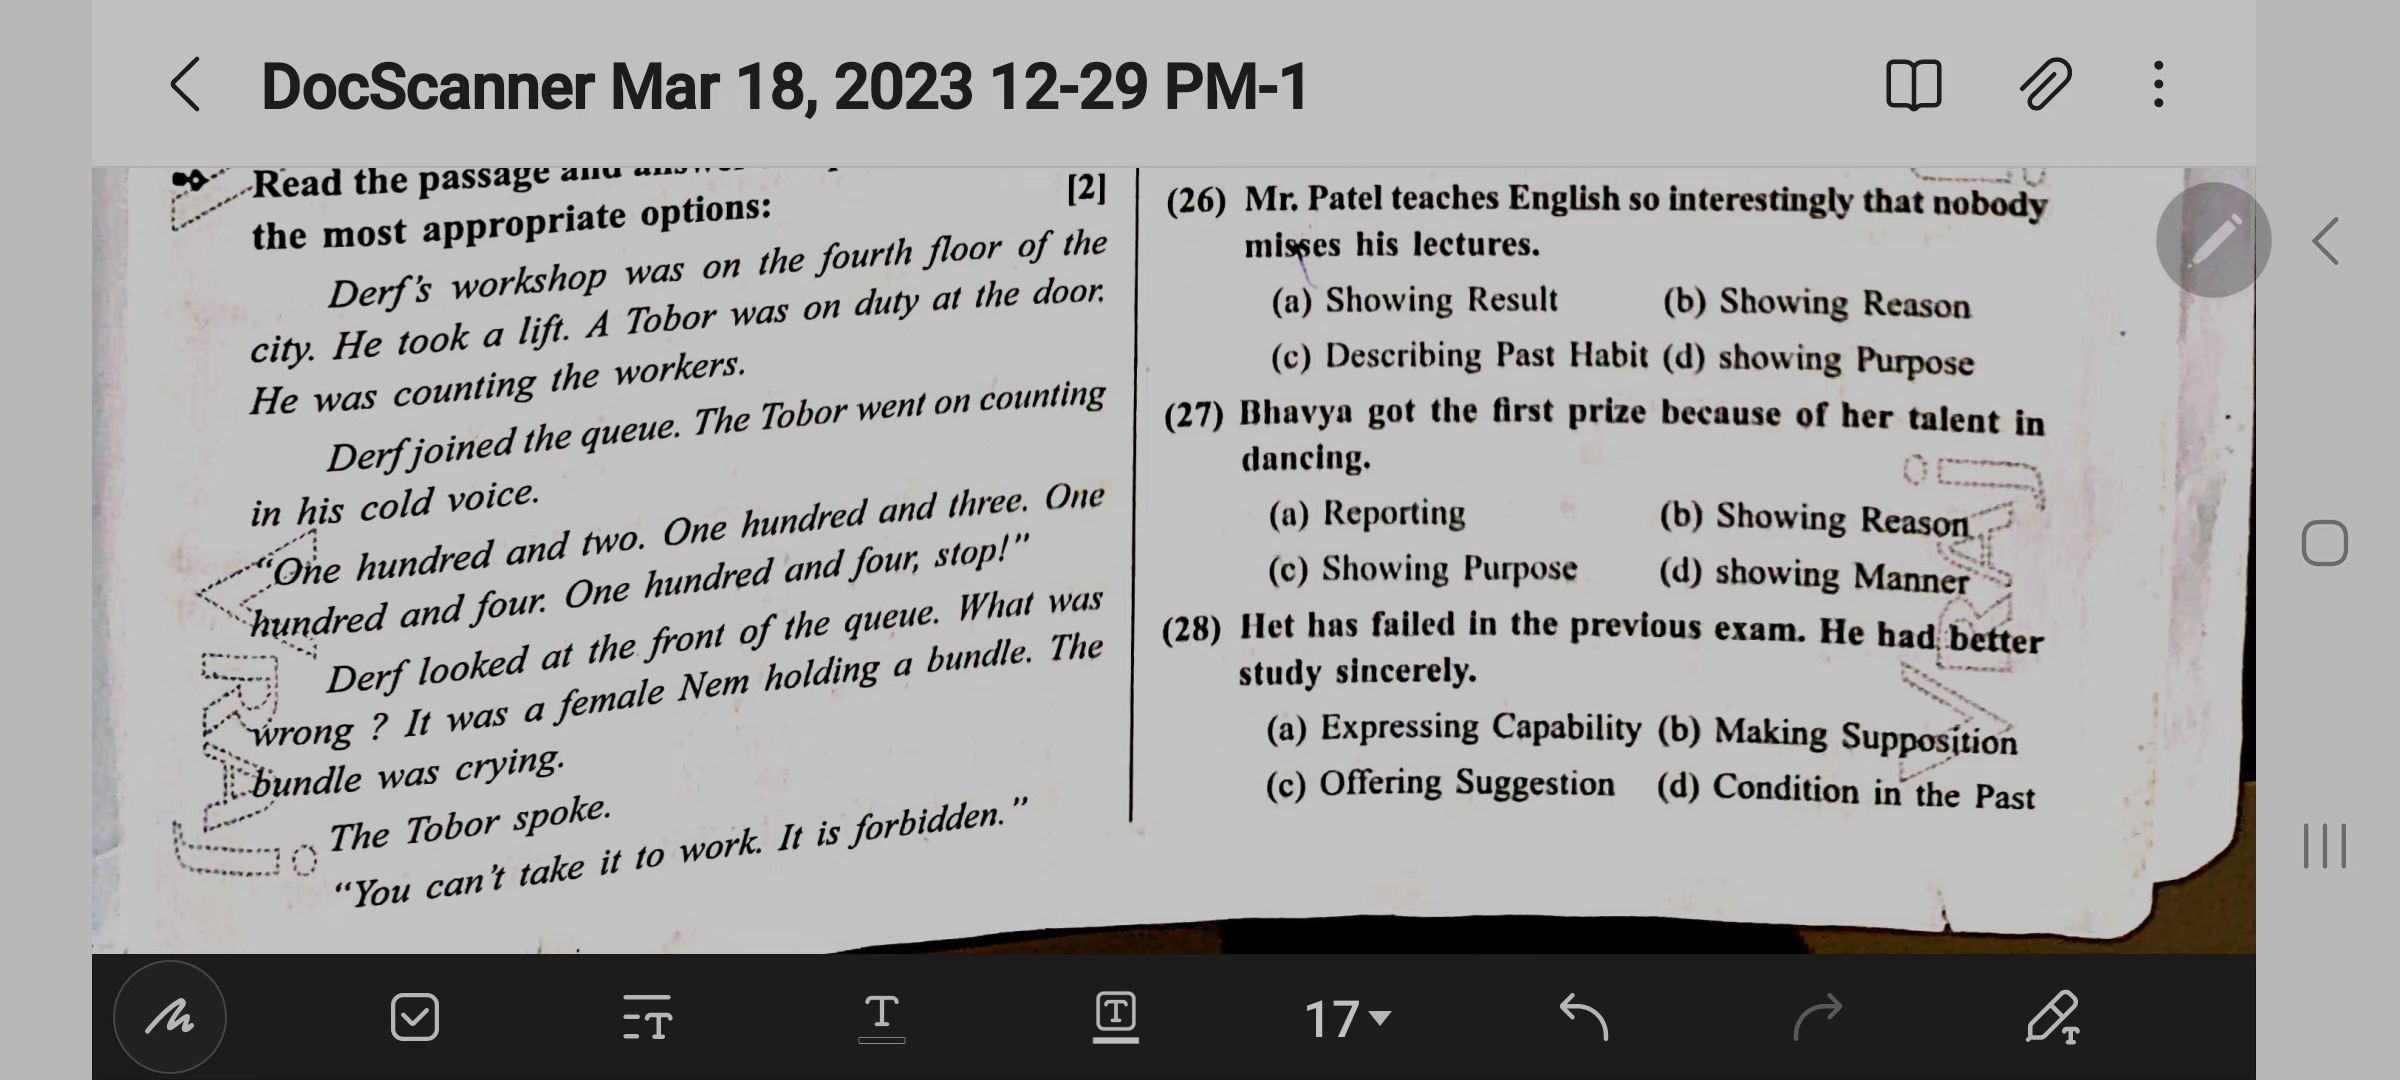 DocScanner Mar 18, 2023 12-29 PM-1
Read the passage and
the most appropriate options: [2]
Derf's workshop was on the fourth floor of the
city. He took a lift. A Tobor was on duty at the door.
He was counting the workers.
Derf joined the queue. The Tobor went on counting
in his cold voice.
"One hundred and two. One hundred and three. One
hundred and four. One hundred and four, stop!"
Derf looked at the front of the queue. What was
wrong ? It was a female Nem holding a bundle. The
bundle was crying.
The Tobor spoke.
"You can't take it to work. It is forbidden."
(26) Mr. Patel teaches English so interestingly that nobody
misses his lectures.
(a) Showing Result (b) Showing Reason
(c) Describing Past Habit (d) showing Purpose
(27) Bhavya got the first prize because of her talent in
dancing.
(a) Reporting (b) Showing Reason
(c) Showing Purpose (d) showing Manner
(28) Het has failed in the previous exam. He had better
study sincerely.
(a) Expressing Capability (b) Making Supposition
(c) Offering Suggestion (d) Condition in the Past
VRAJ
VRAJ
17